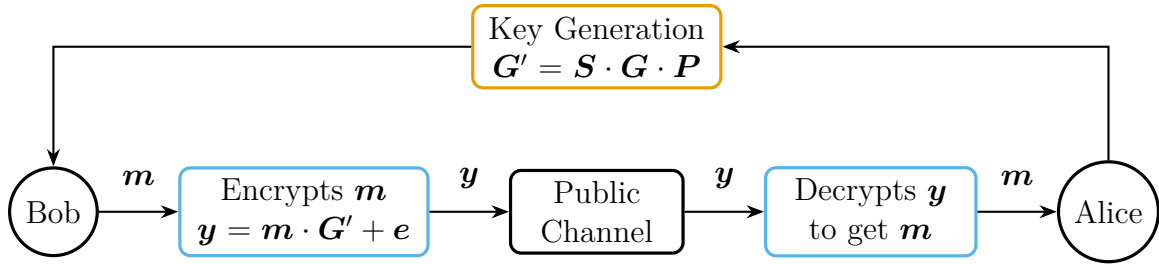 Key Generation
G′ = S · G · P
Bob
m
Encrypts m
y = m · G′ + e
y
Public
Channel
y
Decrypts y
to get m
m
Alice